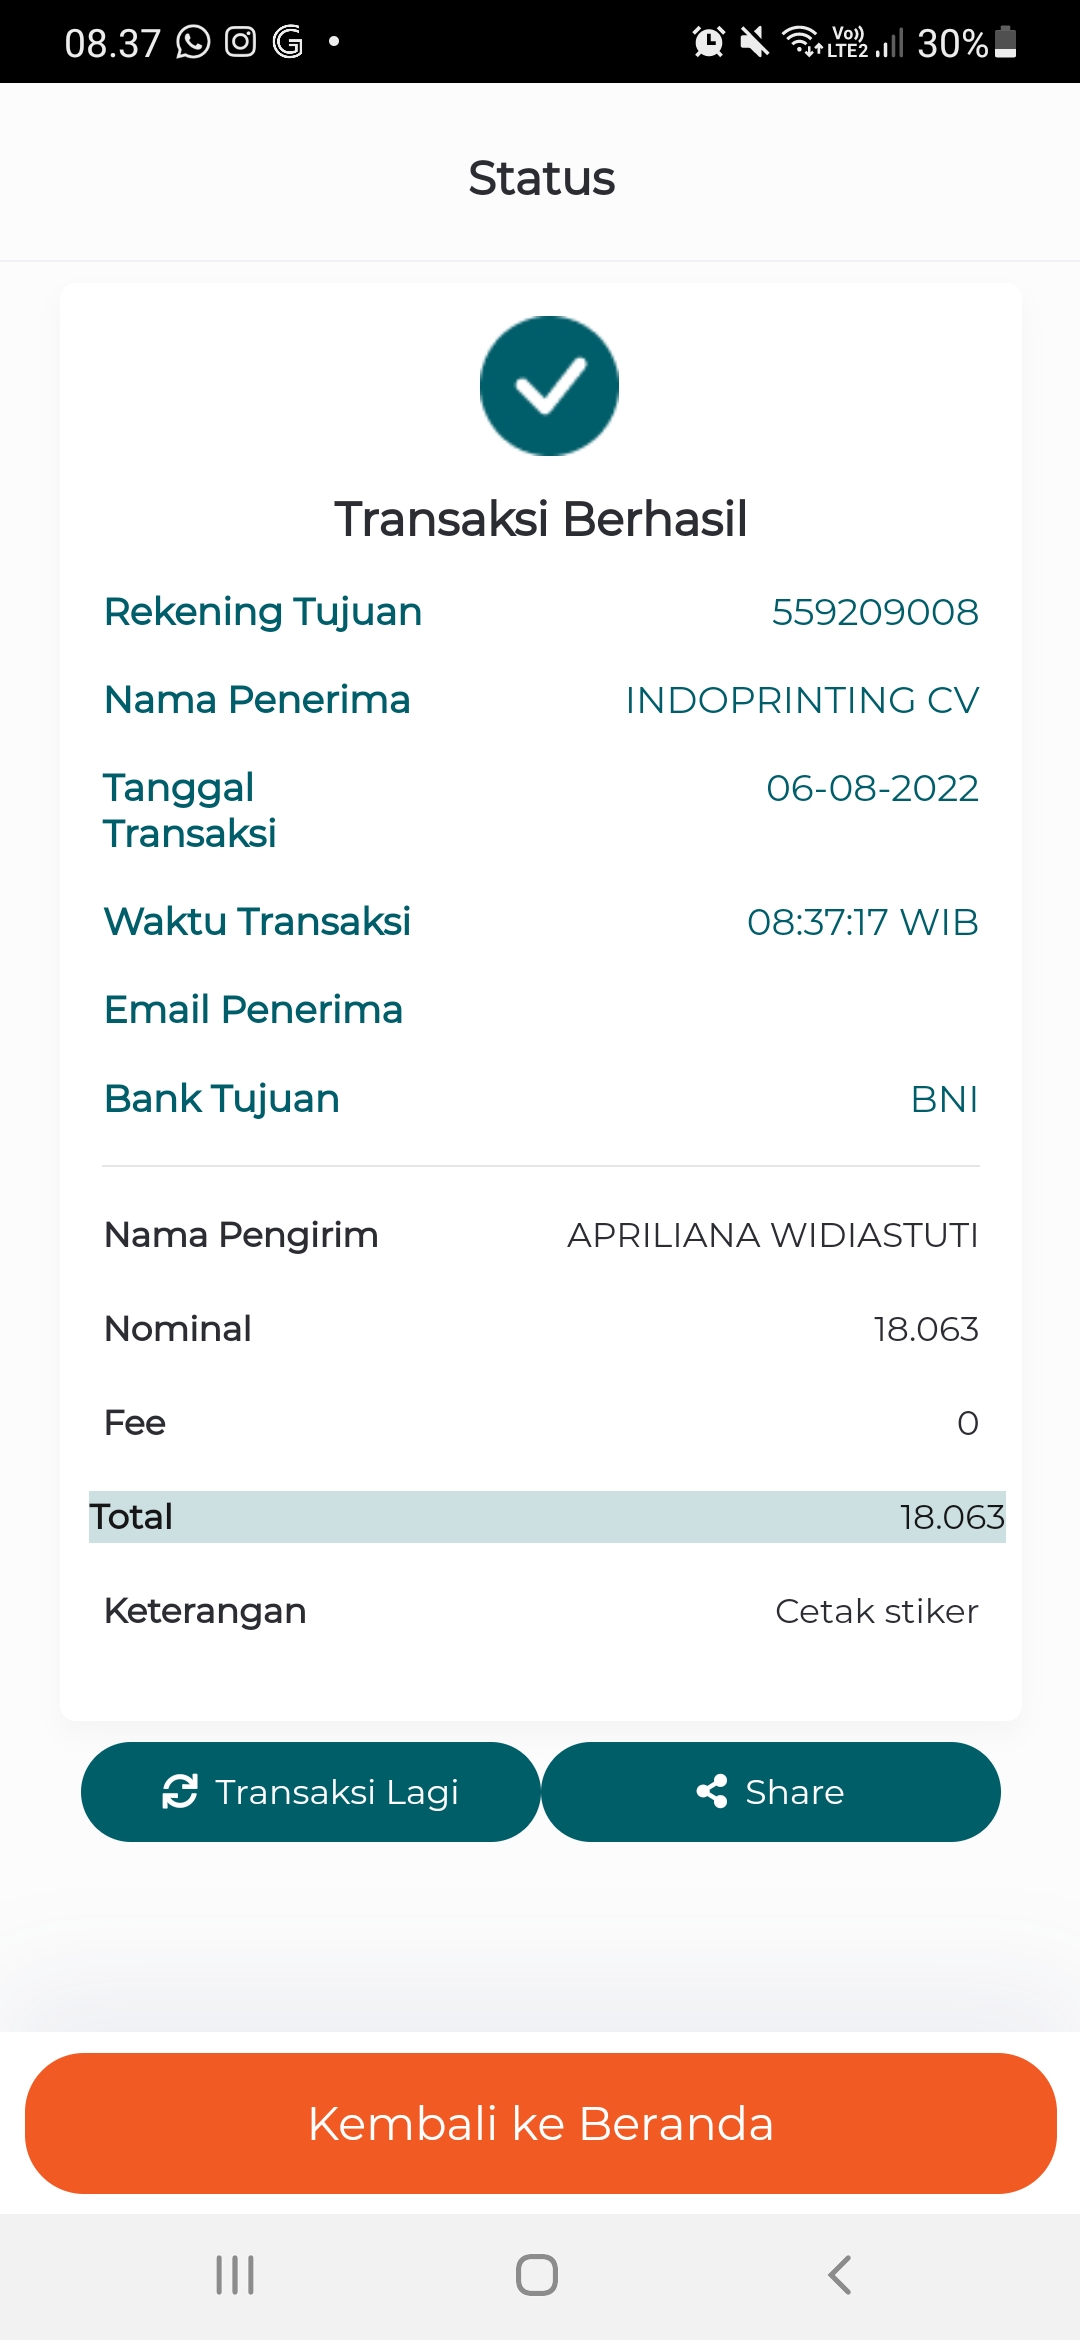 08.37
Vo)) LTE2 30%
Status
Transaksi Berhasil
Rekening Tujuan 559209008
Nama Penerima INDOPRINTING CV
Tanggal 06-08-2022
Transaksi
Waktu Transaksi 08:37:17 WIB
Email Penerima
Bank Tujuan BNI
Nama Pengirim APRILIANA WIDIASTUTI
Nominal 18.063
Fee 0
Total 18.063
Keterangan Cetak stiker
Transaksi Lagi Share
Kembali ke Beranda